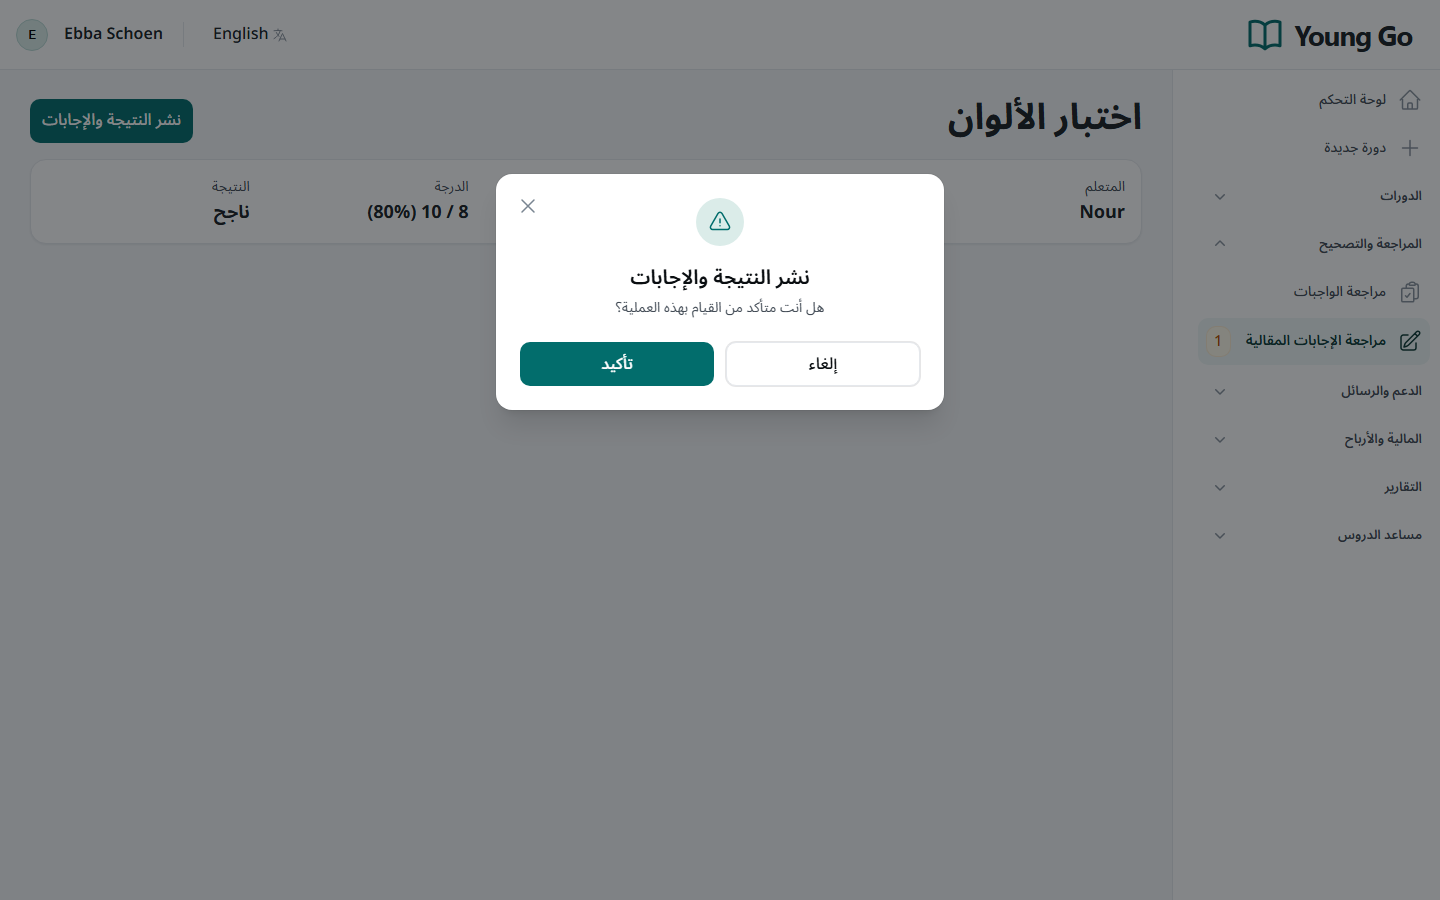 Young Go
English
Ebba Schoen
E
لوحة التحكم
دورة جديدة
الدورات
المراجعة والتصحيح
مراجعة الواجبات
مراجعة الإجابات المقالية 1
الدعم والرسائل
المالية والأرباح
التقارير
مساعد الدروس
اختبار الألوان
نشر النتيجة والإجابات
المتعلم
Nour
الدرجة
8 / 10 (80%)
النتيجة
ناجح
نشر النتيجة والإجابات
هل أنت متأكد من القيام بهذه العملية؟
إلغاء
تأكيد